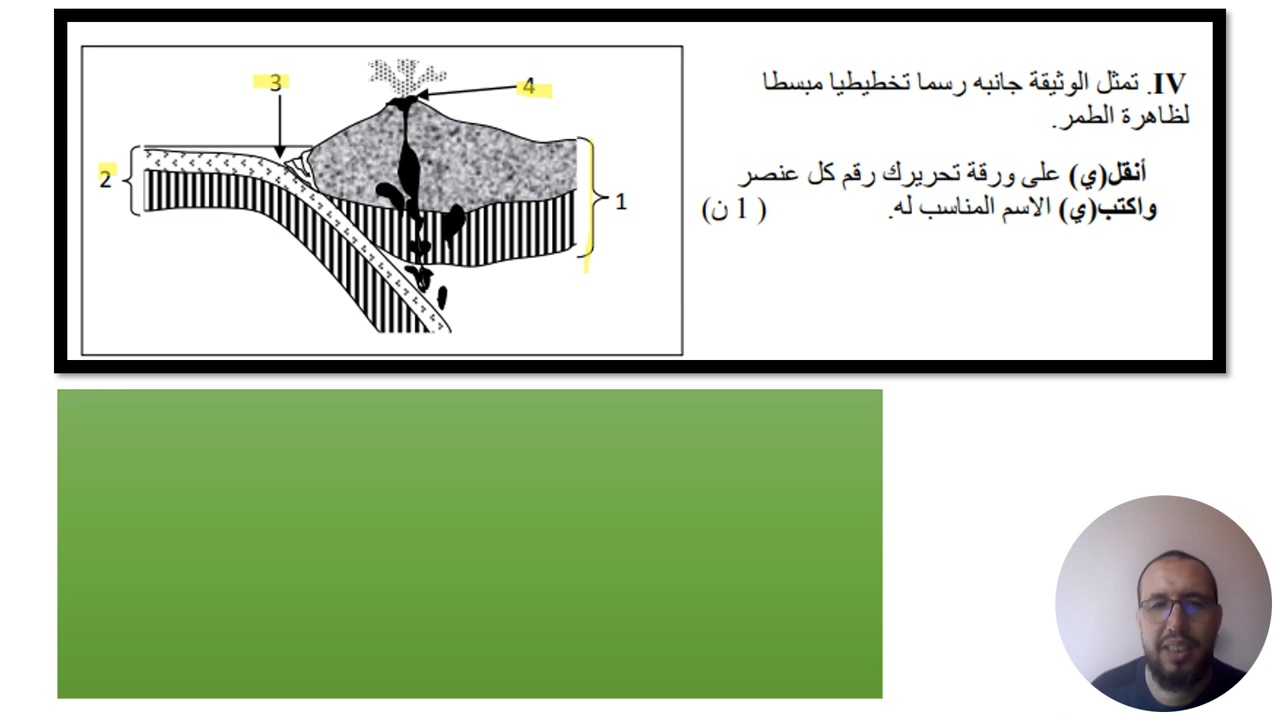 IV. تمثل الوثيقة جانبه رسما تخطيطيا مبسطا
لظاهرة الطمر.
أنقل(ي) على ورقة تحريرك رقم كل عنصر
واكتب(ي) الاسم المناسب له. ( 1 ن)
3
4
2
1